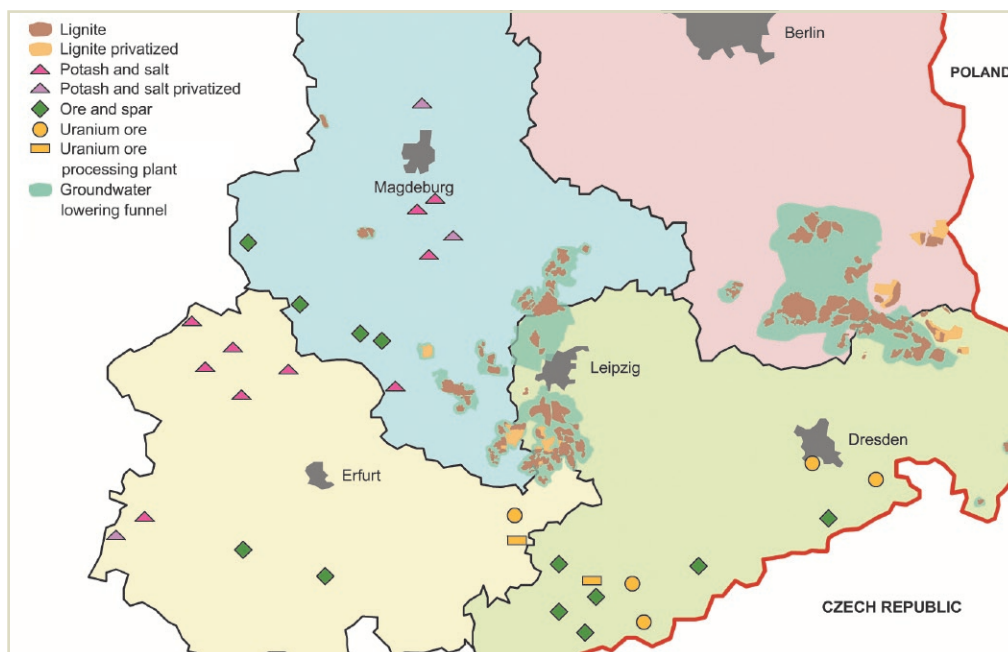 Lignite
Lignite privatized
Potash and salt
Potash and salt privatized
Ore and spar
Uranium ore
Uranium ore
processing plant
Groundwater
lowering funnel
Berlin
POLAND
Magdeburg
Leipzig
Dresden
Erfurt
CZECH REPUBLIC